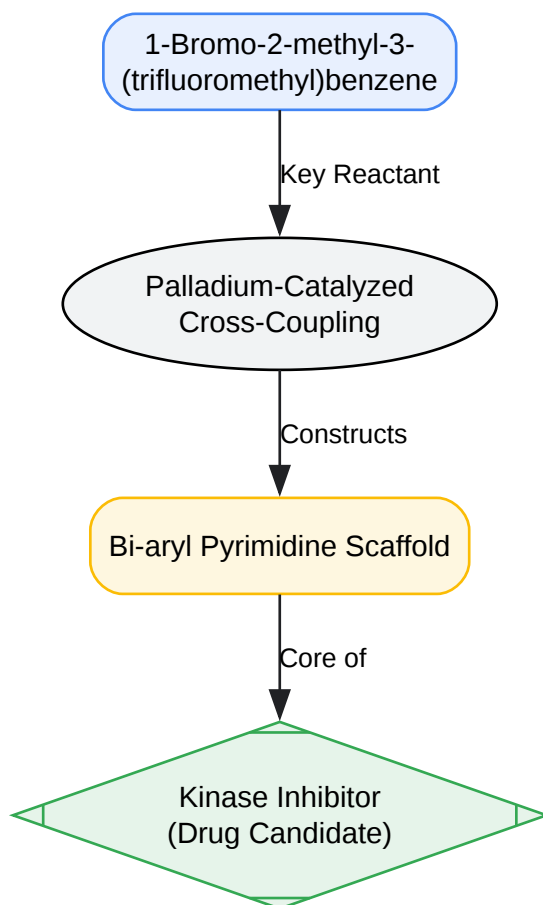 1-Bromo-2-methyl-3-
(trifluoromethyl)benzene
Key Reactant
Palladium-Catalyzed
Cross-Coupling
Constructs
Bi-aryl Pyrimidine Scaffold
Core of
Kinase Inhibitor
(Drug Candidate)